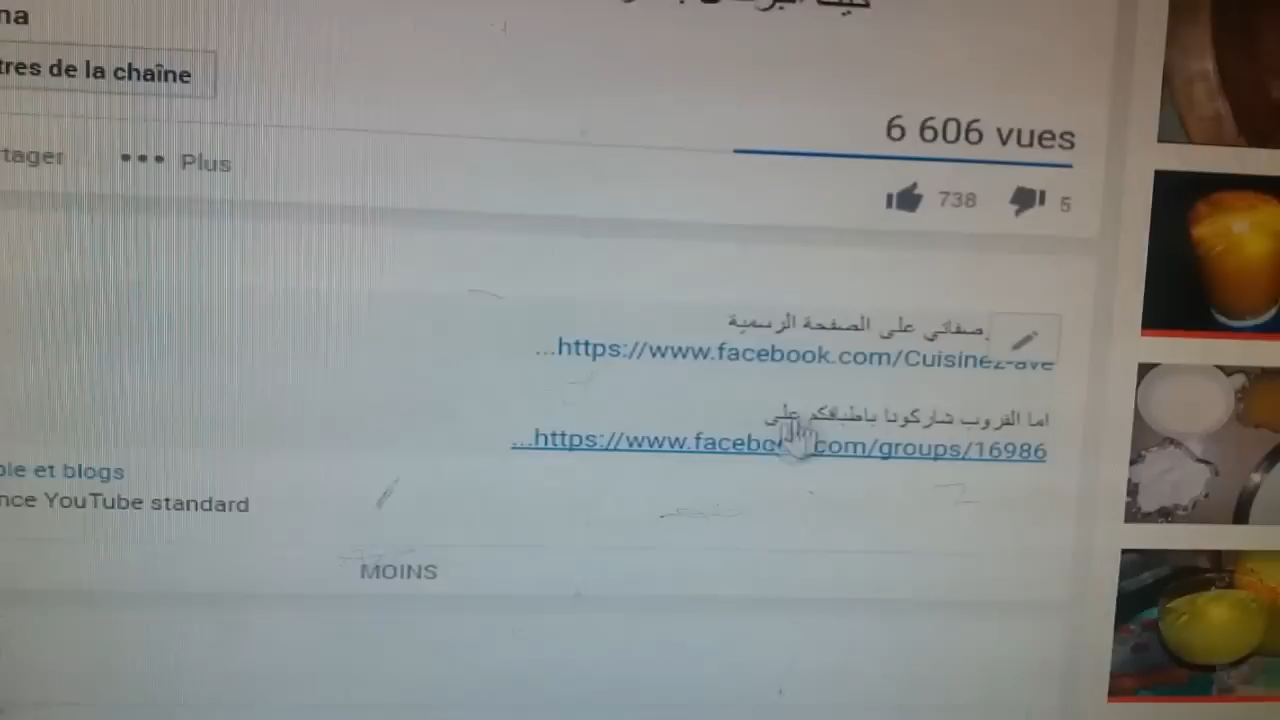 na
tres de la chaîne
6 606 vues
tager
••• Plus
738
5
صفاتي على الصفحة الرسمية
https://www.facebook.com/Cuisinez-ave...
اما القروب شاركونا باطباقكم على
https://www.facebo com/groups/16986...
ple et blogs
nce YouTube standard
MOINS